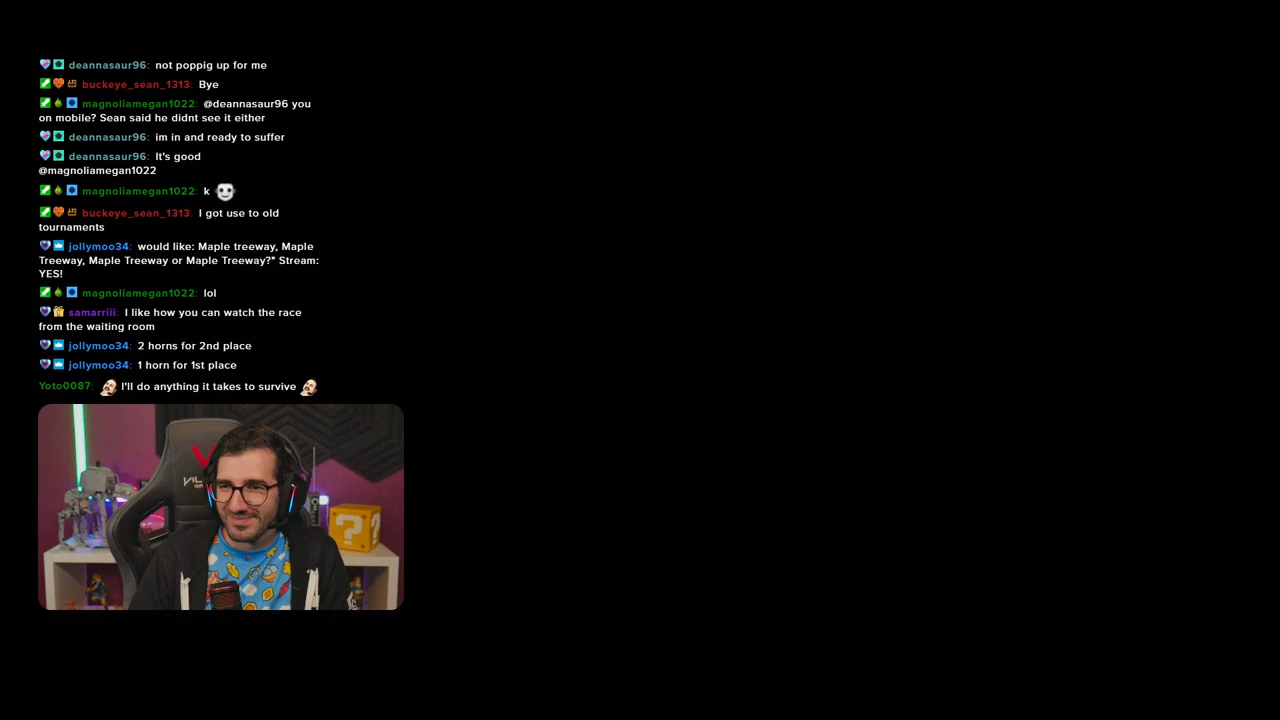 deannasaur96: not poppig up for me
buckeye_sean_1313: Bye
magnoliamegan1022: @deannasaur96 you
on mobile? Sean said he didnt see it either
deannasaur96: im in and ready to suffer
deannasaur96: It's good
@magnoliamegan1022
magnoliamegan1022: k
buckeye_sean_1313: I got use to old
tournaments
jollymoo34: would like: Maple treeway, Maple
Treeway, Maple Treeway or Maple Treeway?" Stream:
YES!
magnoliamegan1022: lol
samarriii: I like how you can watch the race
from the waiting room
jollymoo34: 2 horns for 2nd place
jollymoo34: 1 horn for 1st place
Yoto0087: I'll do anything it takes to survive